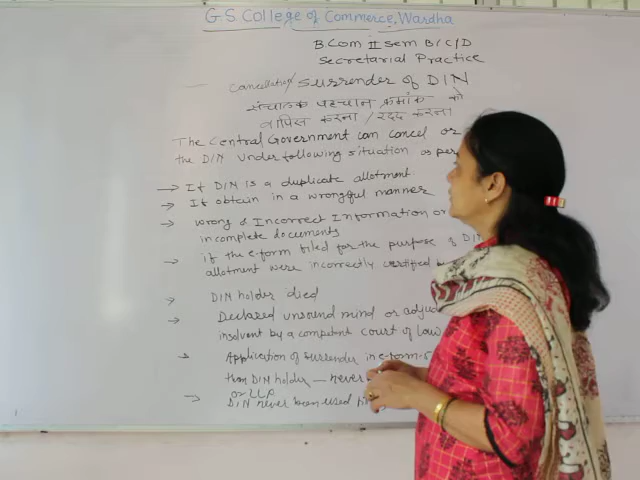 G.S. College of Commerce, Wardha
B Com II sem B/C/D
Secretarial Practice
Cancellation/ Surrender of DIN
संचालक पहचान क्रमांक को
वापिस करना / रदद करना
The Central Government can cancel or
the DIN under following situation as per
→ If DIN is a duplicate allotment
→ If obtain in a wrongful manner
→ wrong & Incorrect Information or
incomplete documents
→ if the e-form filed for the purpose of DIN
allotment were incorrectly certified
→ DIN holder died
→ Declared unsound mind or
insolvent by a competent court of law
→ Application of surrender in e-form-5
than DIN holder — never
or LLP
→ DIN never been used